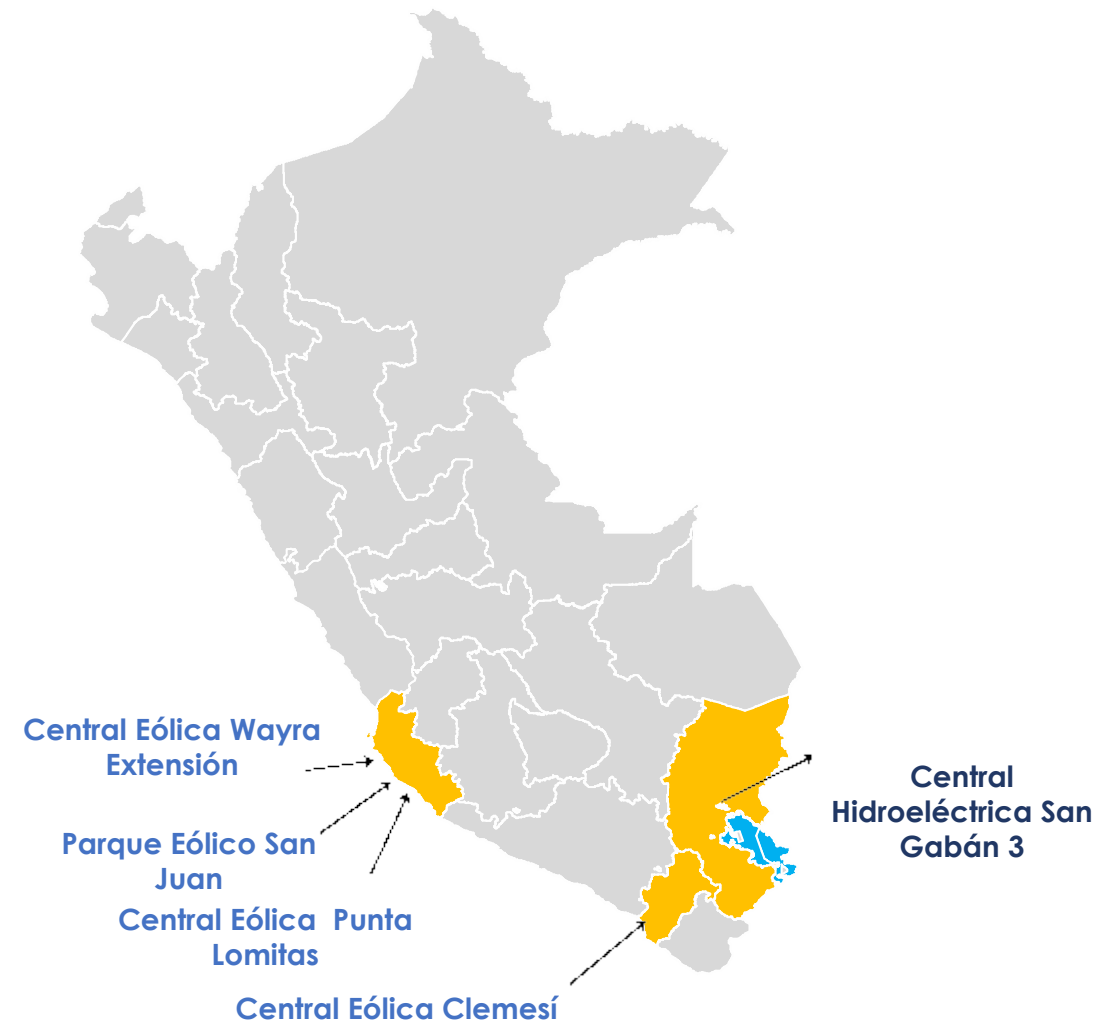 Central Eólica Wayra
Extensión
Parque Eólico San
Juan
Central Eólica Punta
Lomitas
Central Eólica Clemesí
Central
Hidroeléctrica San
Gabán 3